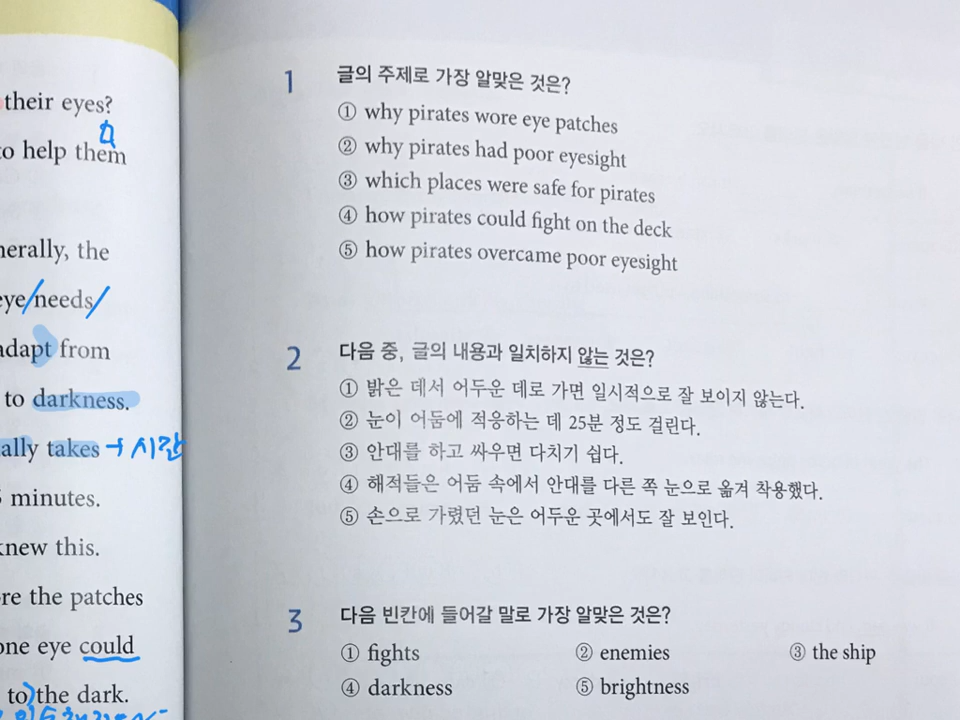 their eyes?
to help them
nerally, the
eye/needs/
adapt from
to darkness.
ally takes → 시간
minutes.
knew this.
re the patches
one eye could
to the dark.
1 글의 주제로 가장 알맞은 것은?
① why pirates wore eye patches
② why pirates had poor eyesight
③ which places were safe for pirates
④ how pirates could fight on the deck
⑤ how pirates overcame poor eyesight
2 다음 중, 글의 내용과 일치하지 않는 것은?
① 밝은 데서 어두운 데로 가면 일시적으로 잘 보이지 않는다.
② 눈이 어둠에 적응하는 데 25분 정도 걸린다.
③ 안대를 하고 싸우면 다치기 쉽다.
④ 해적들은 어둠 속에서 안대를 다른 쪽 눈으로 옮겨 착용했다.
⑤ 손으로 가렸던 눈은 어두운 곳에서도 잘 보인다.
3 다음 빈칸에 들어갈 말로 가장 알맞은 것은?
① fights ② enemies ③ the ship
④ darkness ⑤ brightness